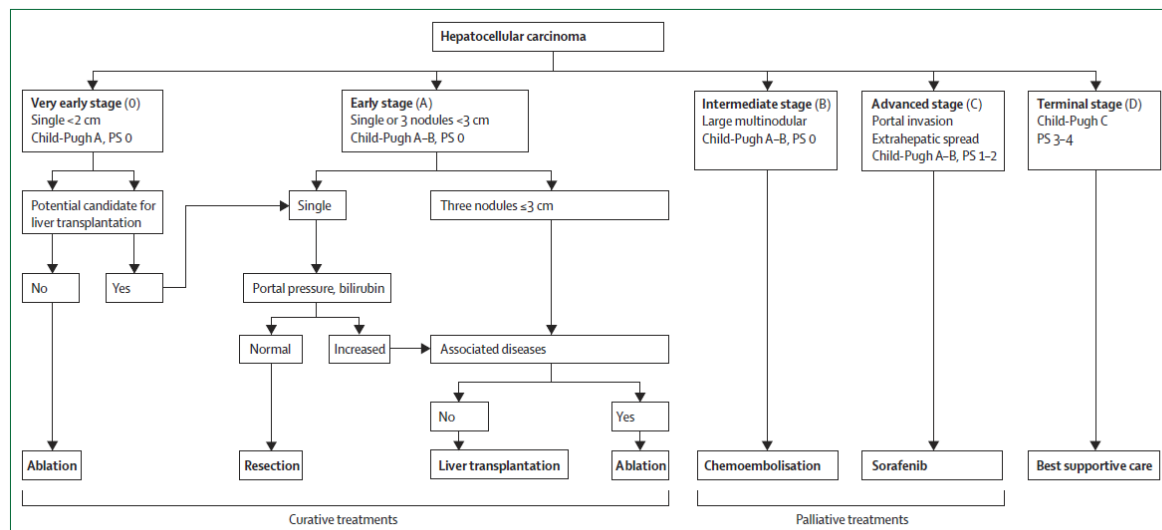 Hepatocellular carcinoma
Very early stage (0)
Single <2 cm
Child-Pugh A, PS 0
Early stage (A)
Single or 3 nodules <3 cm
Child-Pugh A–B, PS 0
Intermediate stage (B)
Large multinodular
Child-Pugh A–B, PS 0
Advanced stage (C)
Portal invasion
Extrahepatic spread
Child-Pugh A–B, PS 1–2
Terminal stage (D)
Child-Pugh C
PS 3–4
Potential candidate for
liver transplantation
Single
Three nodules ≤3 cm
No
Yes
Portal pressure, bilirubin
Normal
Increased
Associated diseases
No
Yes
Ablation
Resection
Liver transplantation
Ablation
Chemoembolisation
Sorafenib
Best supportive care
Curative treatments
Palliative treatments